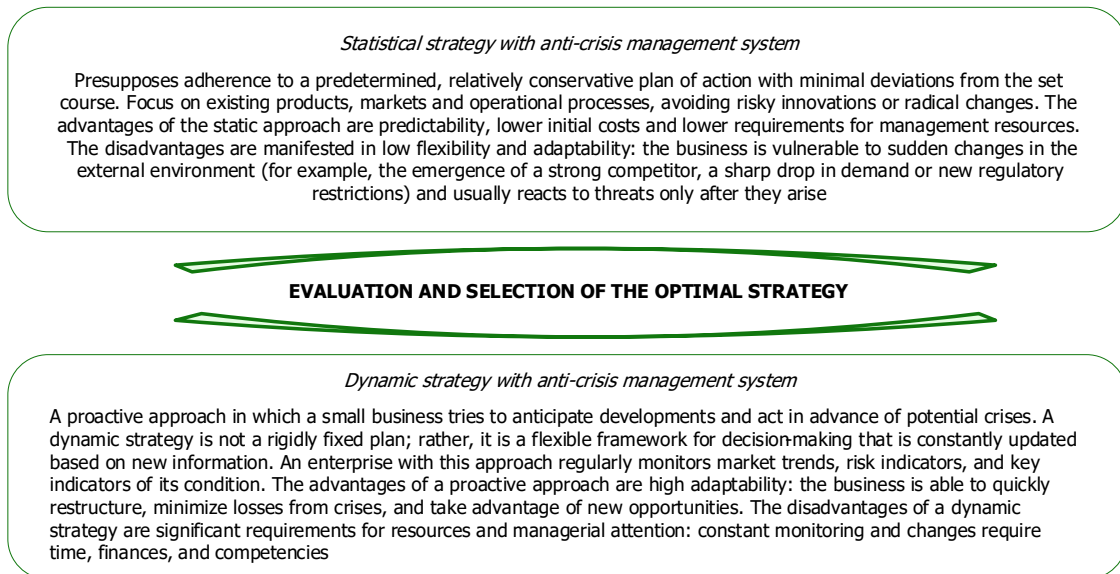 Statistical strategy with anti-crisis management system
Presupposes adherence to a predetermined, relatively conservative plan of action with minimal deviations from the set
course. Focus on existing products, markets and operational processes, avoiding risky innovations or radical changes. The
advantages of the static approach are predictability, lower initial costs and lower requirements for management resources.
The disadvantages are manifested in low flexibility and adaptability: the business is vulnerable to sudden changes in the
external environment (for example, the emergence of a strong competitor, a sharp drop in demand or new regulatory
restrictions) and usually reacts to threats only after they arise
EVALUATION AND SELECTION OF THE OPTIMAL STRATEGY
Dynamic strategy with anti-crisis management system
A proactive approach in which a small business tries to anticipate developments and act in advance of potential crises. A
dynamic strategy is not a rigidly fixed plan; rather, it is a flexible framework for decision-making that is constantly updated
based on new information. An enterprise with this approach regularly monitors market trends, risk indicators, and key
indicators of its condition. The advantages of a proactive approach are high adaptability: the business is able to quickly
restructure, minimize losses from crises, and take advantage of new opportunities. The disadvantages of a dynamic
strategy are significant requirements for resources and managerial attention: constant monitoring and changes require
time, finances, and competencies